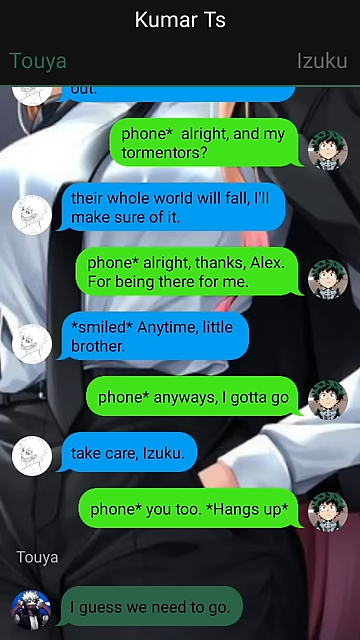 Kumar Ts
Touya
Izuku
out.
phone*  alright, and my
tormentors?
their whole world will fall, I'll
make sure of it.
phone* alright, thanks, Alex.
For being there for me.
*smiled* Anytime, little
brother.
phone* anyways, I gotta go
take care, Izuku.
phone* you too. *Hangs up*
Touya
I guess we need to go.